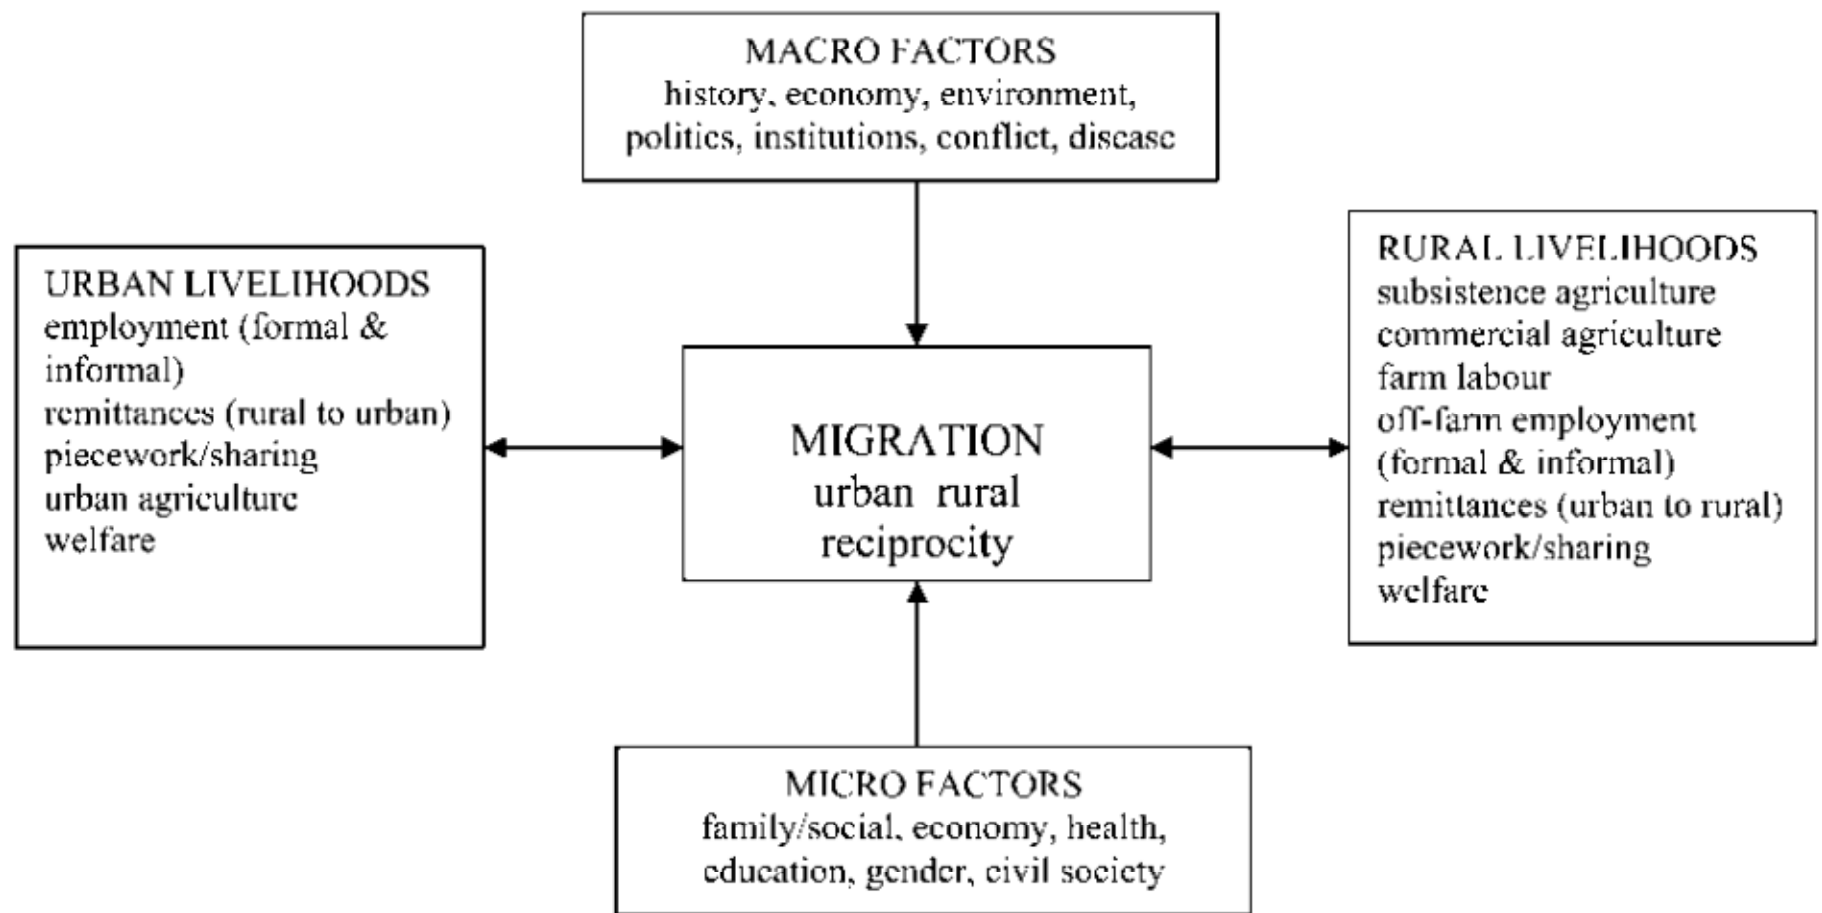 MACRO FACTORS
history, economy, environment,
politics, institutions, conflict, disease
URBAN LIVELIHOODS
employment (formal &
informal)
remittances (rural to urban)
piecework/sharing
urban agriculture
welfare
MIGRATION
urban rural
reciprocity
RURAL LIVELIHOODS
subsistence agriculture
commercial agriculture
farm labour
off-farm employment
(formal & informal)
remittances (urban to rural)
piecework/sharing
welfare
MICRO FACTORS
family/social, economy, health,
education, gender, civil society